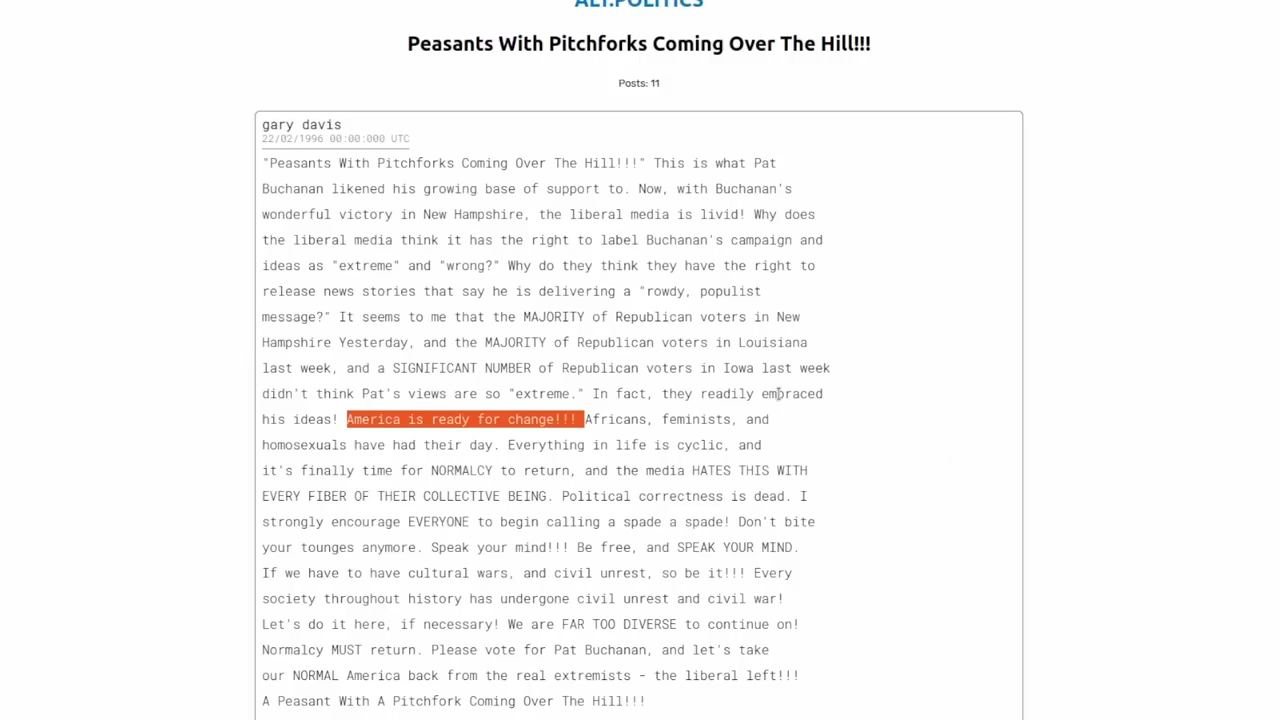 ALT.POLITICS
Peasants With Pitchforks Coming Over The Hill!!!
Posts: 11
gary davis
22/02/1996 00:00:000 UTC
"Peasants With Pitchforks Coming Over The Hill!!!" This is what Pat
Buchanan likened his growing base of support to. Now, with Buchanan's
wonderful victory in New Hampshire, the liberal media is livid! Why does
the liberal media think it has the right to label Buchanan's campaign and
ideas as "extreme" and "wrong?" Why do they think they have the right to
release news stories that say he is delivering a "rowdy, populist
message?" It seems to me that the MAJORITY of Republican voters in New
Hampshire Yesterday, and the MAJORITY of Republican voters in Louisiana
last week, and a SIGNIFICANT NUMBER of Republican voters in Iowa last week
didn't think Pat's views are so "extreme." In fact, they readily embraced
his ideas! America is ready for change!!! Africans, feminists, and
homosexuals have had their day. Everything in life is cyclic, and
it's finally time for NORMALCY to return, and the media HATES THIS WITH
EVERY FIBER OF THEIR COLLECTIVE BEING. Political correctness is dead. I
strongly encourage EVERYONE to begin calling a spade a spade! Don't bite
your tounges anymore. Speak your mind!!! Be free, and SPEAK YOUR MIND.
If we have to have cultural wars, and civil unrest, so be it!!! Every
society throughout history has undergone civil unrest and civil war!
Let's do it here, if necessary! We are FAR TOO DIVERSE to continue on!
Normalcy MUST return. Please vote for Pat Buchanan, and let's take
our NORMAL America back from the real extremists - the liberal left!!!
A Peasant With A Pitchfork Coming Over The Hill!!!